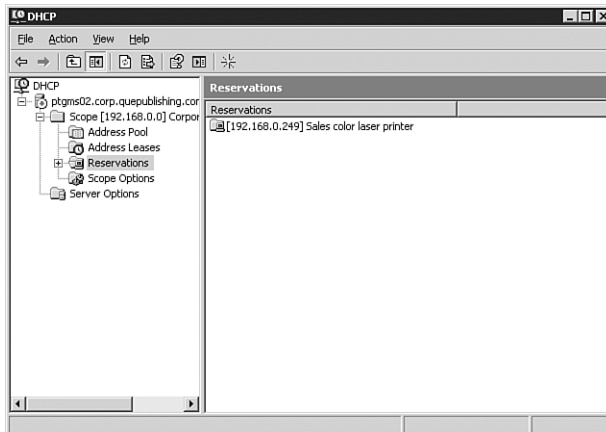 DHCP
File Action View Help
DHCP
ptgms02.corp.quepublishing.cor
Scope [192.168.0.0] Corpor
Address Pool
Address Leases
Reservations
Scope Options
Server Options
Reservations
Reservations
[192.168.0.249] Sales color laser printer